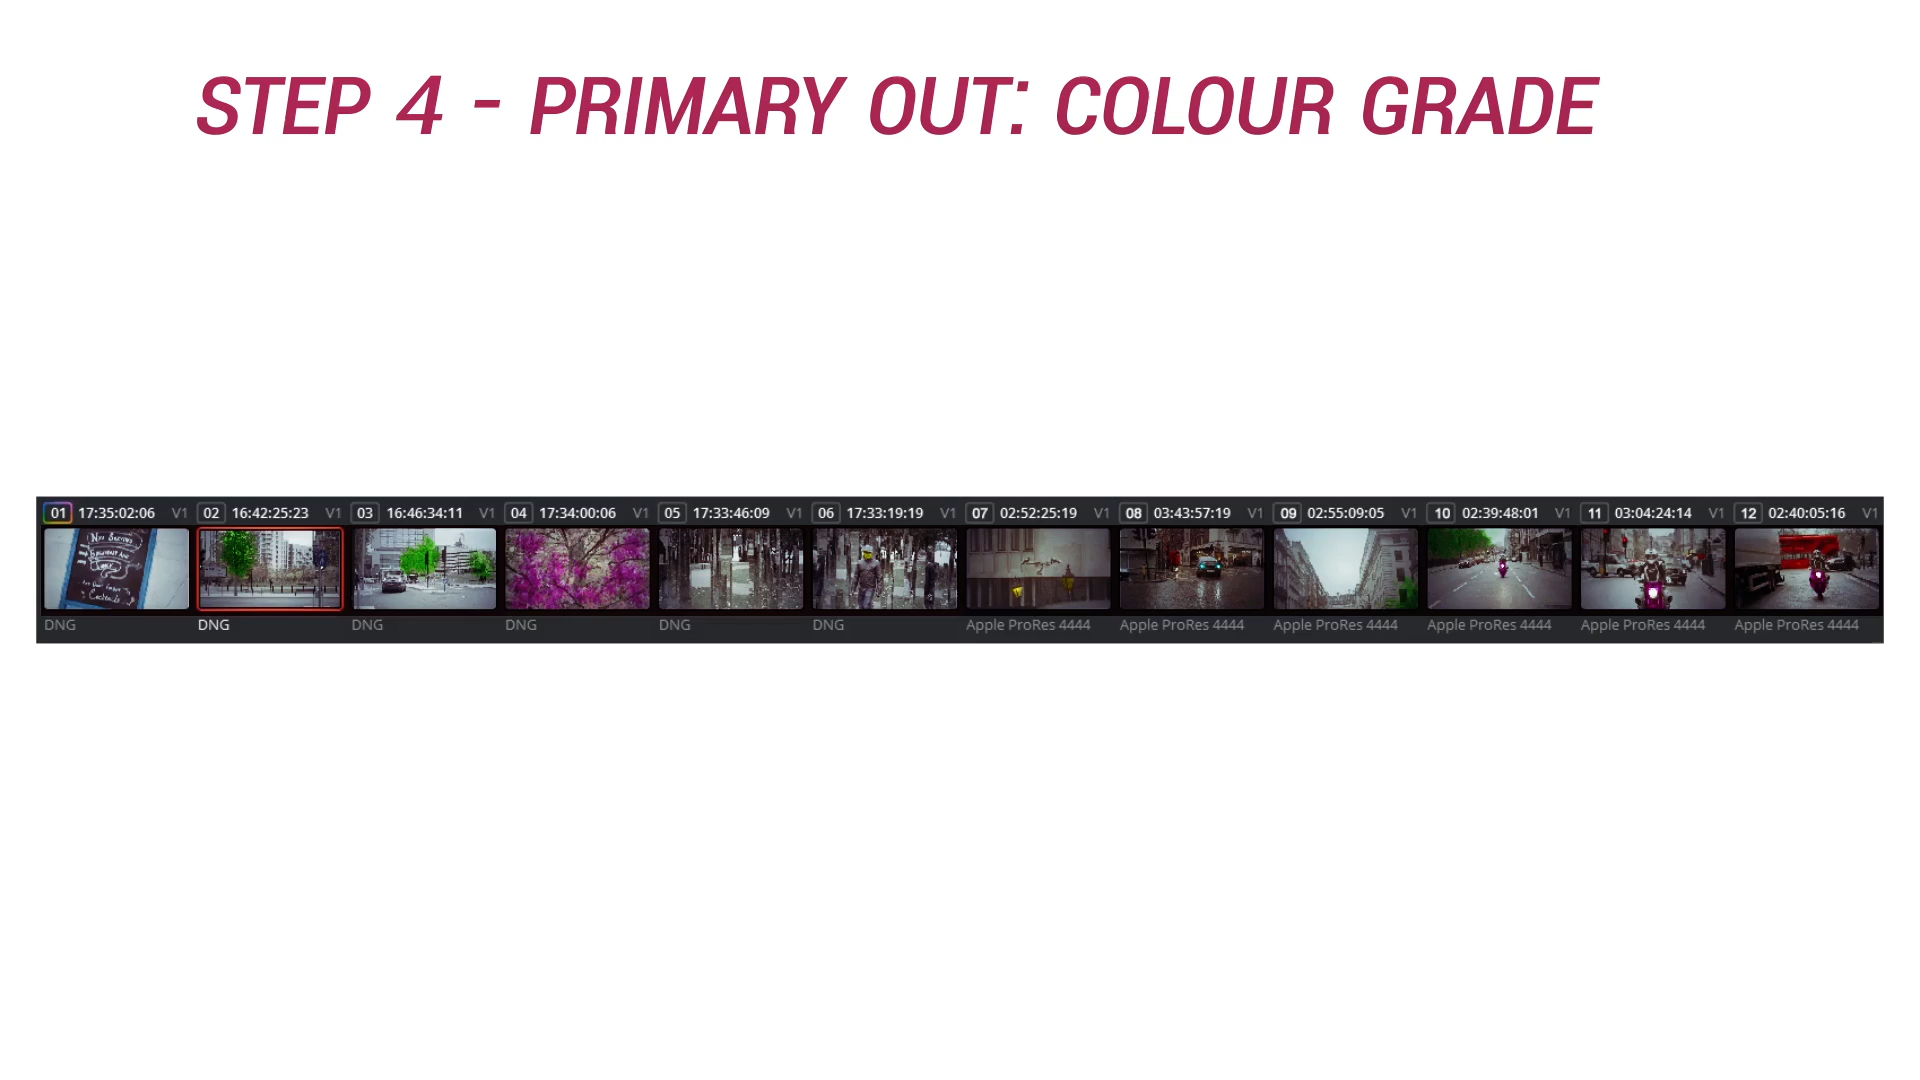 STEP 4 - PRIMARY OUT: COLOUR GRADE
01 17:35:02:06 V1 02 16:42:25:23 V1 03 16:46:34:11 V1 04 17:34:00:06 V1 05 17:33:46:09 V1 06 17:33:19:19 V1 07 02:52:25:19 V1 08 03:43:57:19 V1 09 02:55:09:05 V1 10 02:39:48:01 V1 11 03:04:24:14 V1 12 02:40:05:16 V1
Now Serving
Breakfast And
Cocktails
DNG DNG DNG DNG DNG DNG Apple ProRes 4444 Apple ProRes 4444 Apple ProRes 4444 Apple ProRes 4444 Apple ProRes 4444 Apple ProRes 4444